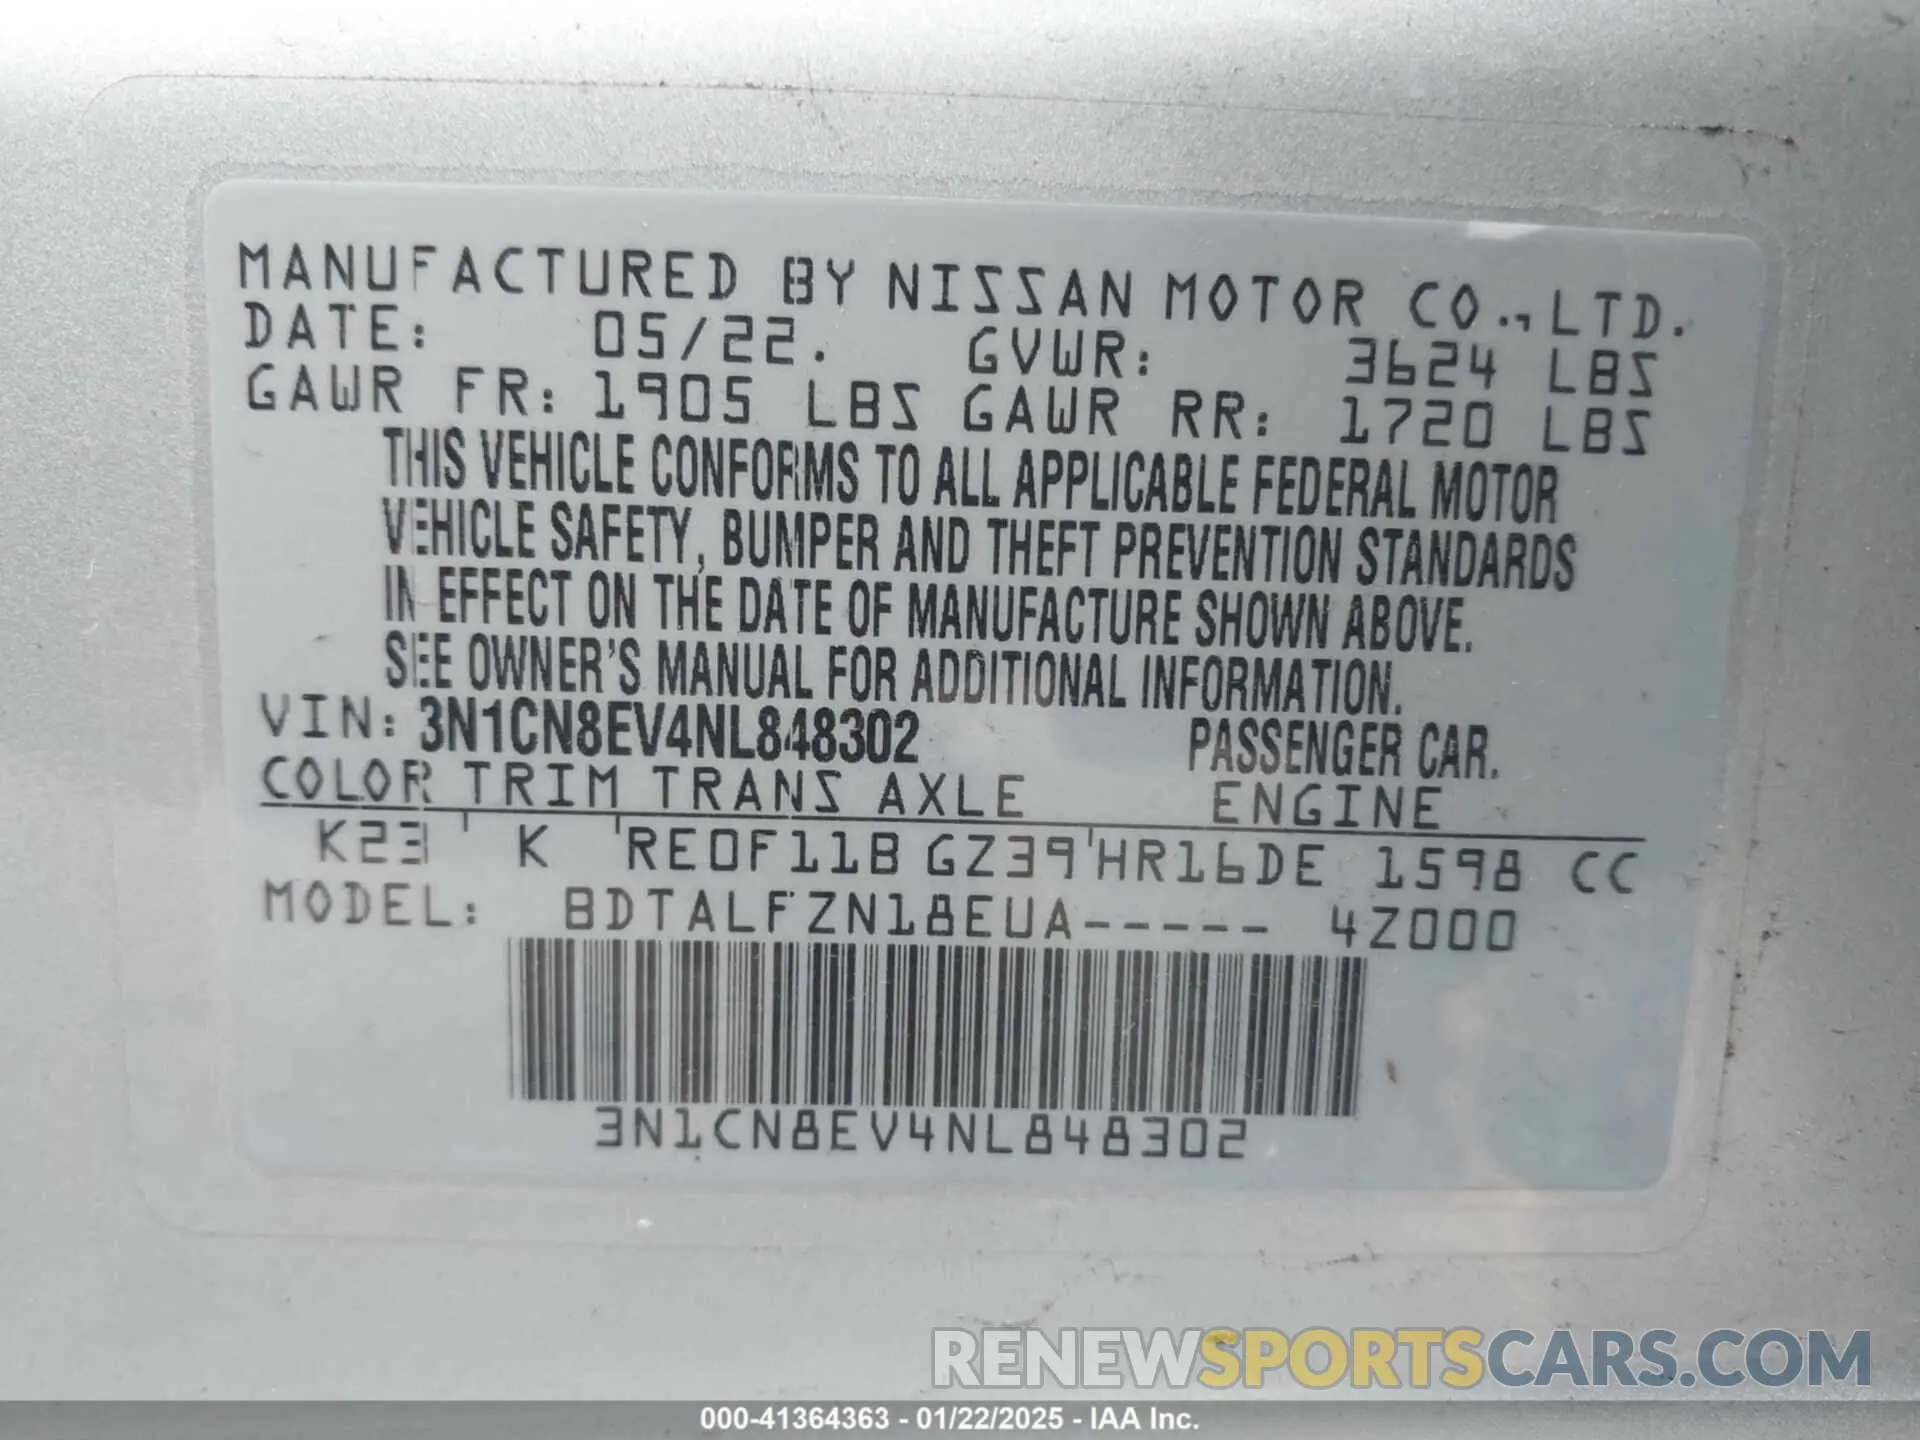 MANUFACTURED BY NISSAN MOTOR CO.,LTD.
DATE: 05/22. GVWR: 3624 LBS
GAWR FR: 1905 LBS GAWR RR: 1720 LBS
THIS VEHICLE CONFORMS TO ALL APPLICABLE FEDERAL MOTOR
VEHICLE SAFETY, BUMPER AND THEFT PREVENTION STANDARDS
IN EFFECT ON THE DATE OF MANUFACTURE SHOWN ABOVE.
SEE OWNER'S MANUAL FOR ADDITIONAL INFORMATION.
VIN: 3N1CN8EV4NL848302 PASSENGER CAR.
COLOR TRIM TRANS AXLE ENGINE
K23 K RE0F11B GZ39 HR16DE 1598 CC
MODEL: BDTALFZN18EUA----- 4Z000
3N1CN8EV4NL848302
RENEWSPORTSCARS.COM
000-41364363 - 01/22/2025 - IAA Inc.